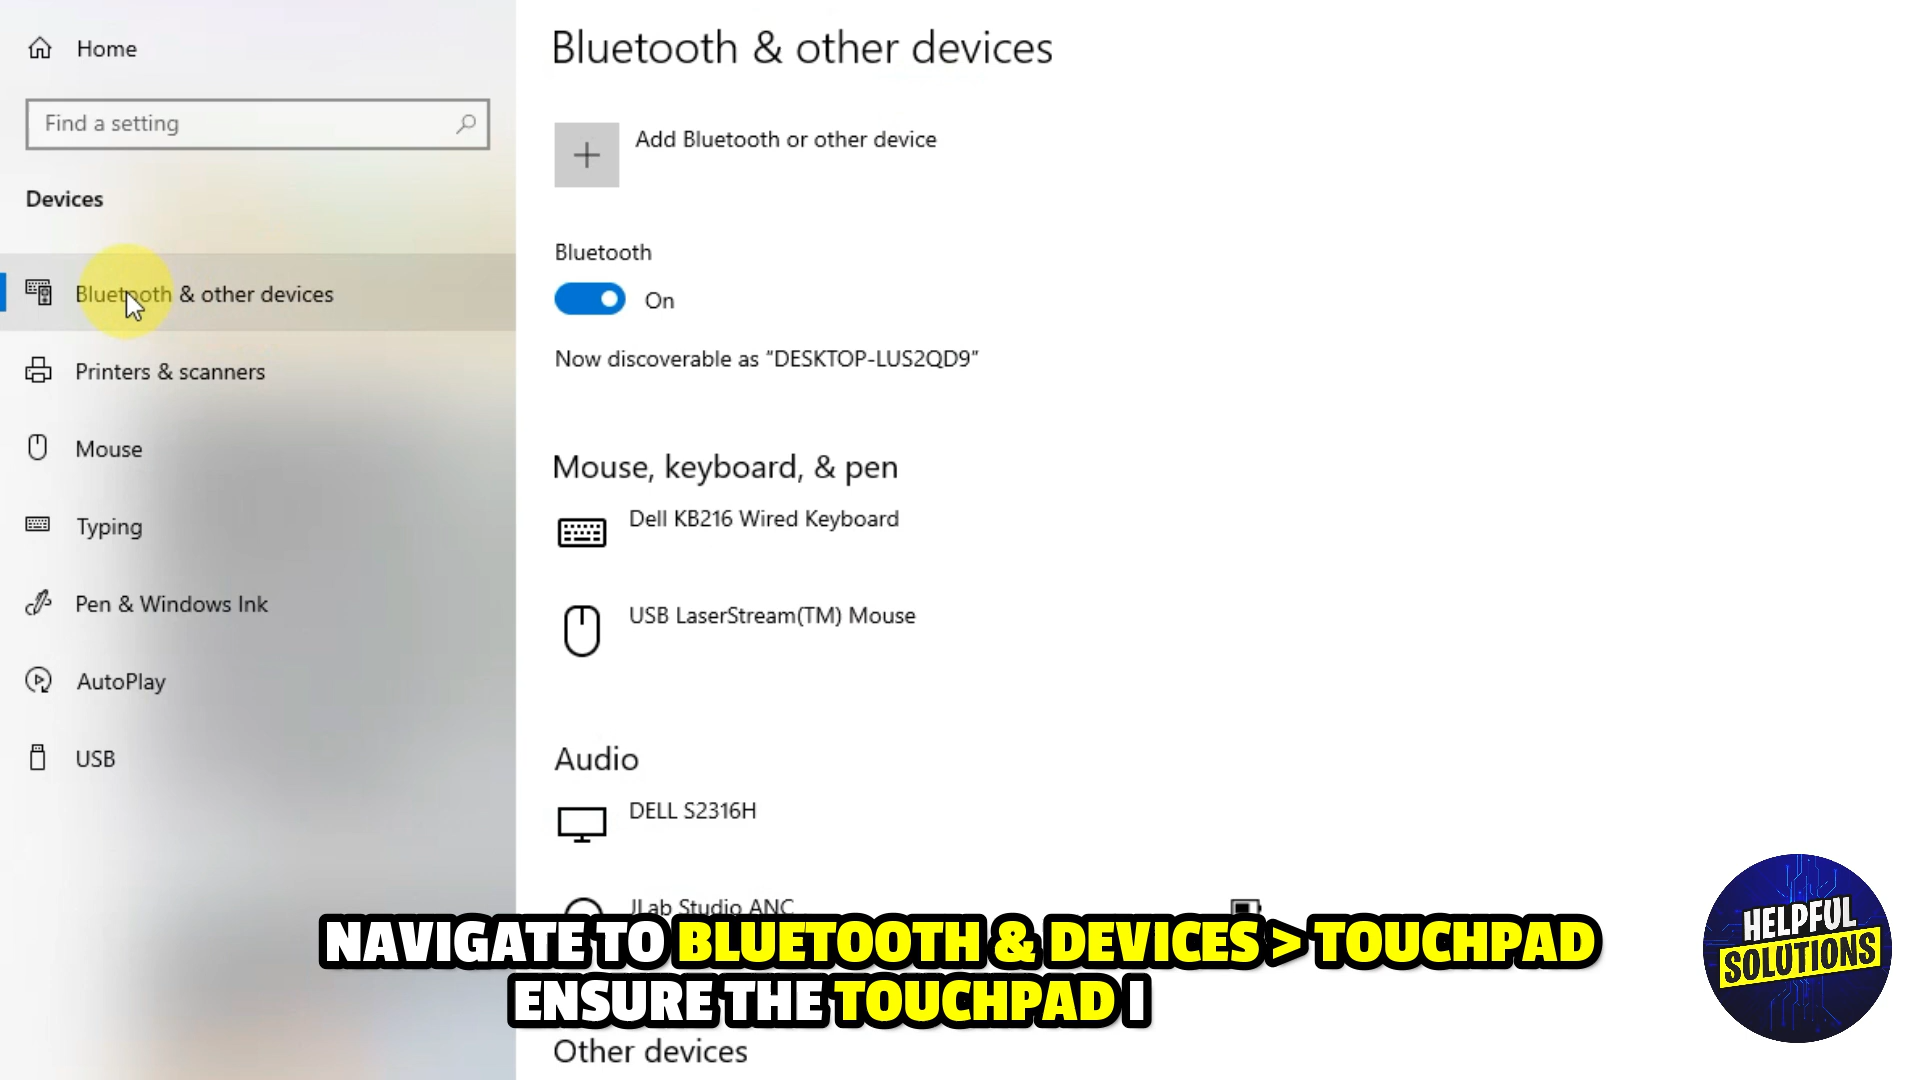 Home
Find a setting
Devices
Bluetooth & other devices
Printers & scanners
Mouse
Typing
Pen & Windows Ink
AutoPlay
USB
Bluetooth & other devices
Add Bluetooth or other device
Bluetooth
On
Now discoverable as “DESKTOP-LUS2QD9”
Mouse, keyboard, & pen
Dell KB216 Wired Keyboard
USB LaserStream(TM) Mouse
Audio
DELL S2316H
JLab Studio ANC
NAVIGATE TO BLUETOOTH & DEVICES > TOUCHPAD
ENSURE THE TOUCHPAD I
Other devices
HELPFUL
SOLUTIONS